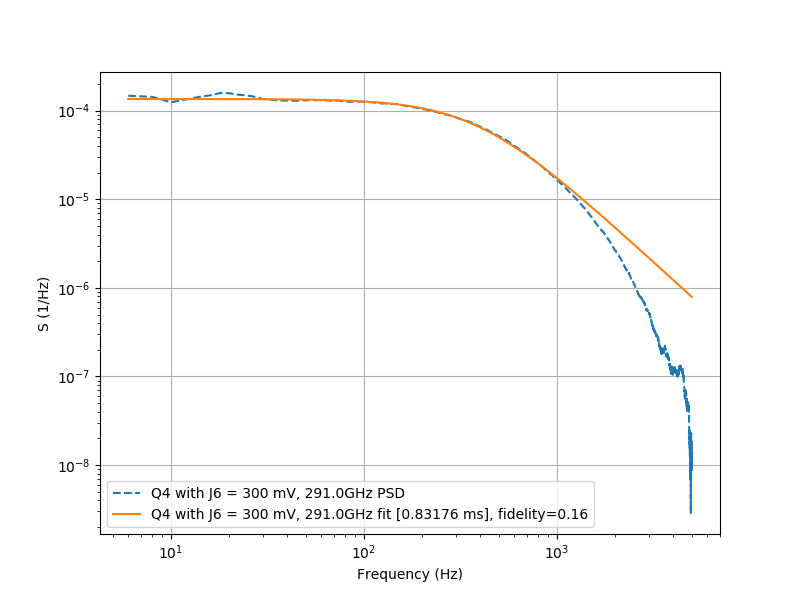 10⁻⁴
10⁻⁵
10⁻⁶
10⁻⁷
10⁻⁸
S (1/Hz)
Q4 with J6 = 300 mV, 291.0GHz PSD
Q4 with J6 = 300 mV, 291.0GHz fit [0.83176 ms], fidelity=0.16
10¹ 10² 10³
Frequency (Hz)